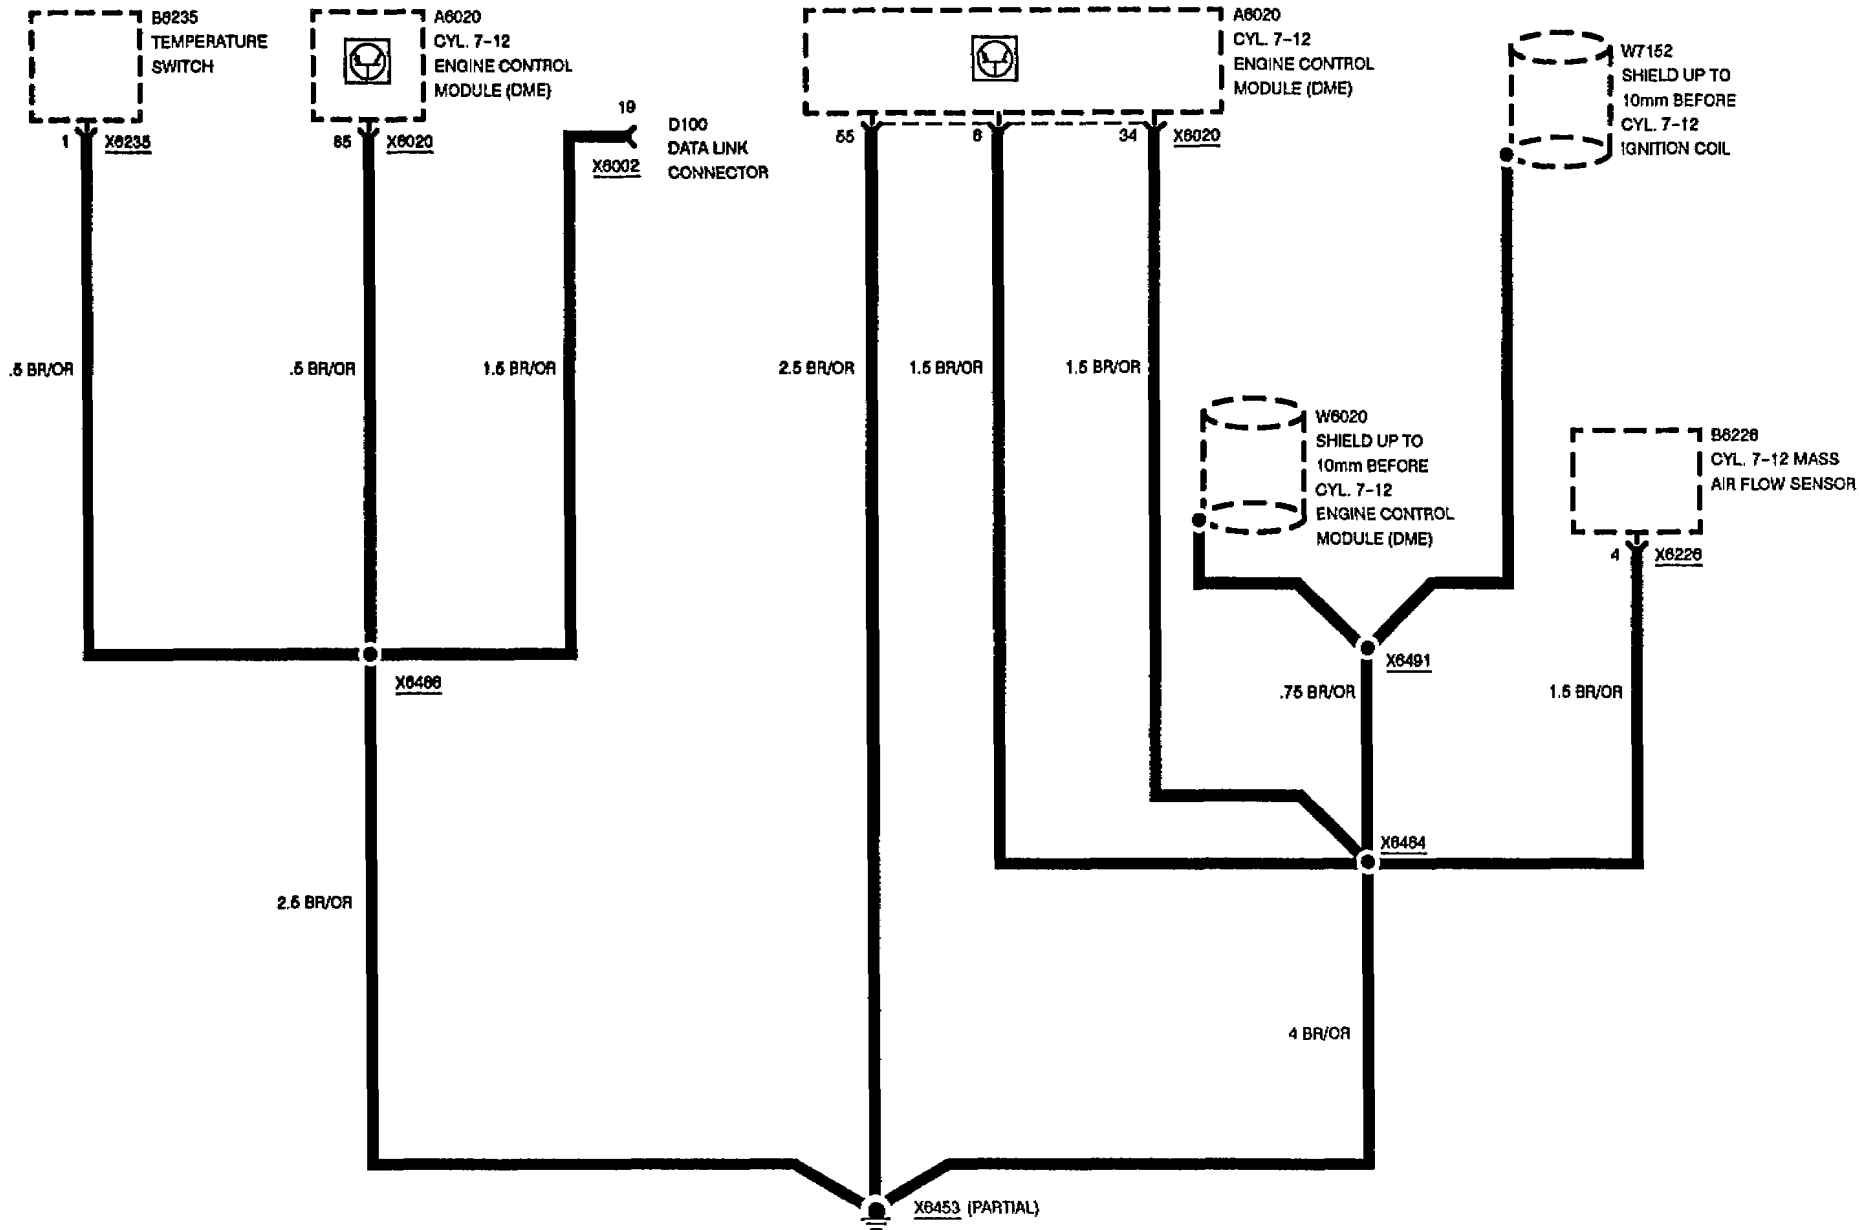 B6235
TEMPERATURE
SWITCH
1
X6235
A6020
CYL. 7-12
ENGINE CONTROL
MODULE (DME)
85
X6020
19
X6002
D100
DATA LINK
CONNECTOR
A6020
CYL. 7-12
ENGINE CONTROL
MODULE (DME)
55
6
34
X6020
W7152
SHIELD UP TO
10mm BEFORE
CYL. 7-12
IGNITION COIL
.5 BR/OR
.5 BR/OR
1.5 BR/OR
2.5 BR/OR
1.5 BR/OR
1.5 BR/OR
W6020
SHIELD UP TO
10mm BEFORE
CYL. 7-12
ENGINE CONTROL
MODULE (DME)
B6226
CYL. 7-12 MASS
AIR FLOW SENSOR
4
X6226
X6491
X6486
.75 BR/OR
1.5 BR/OR
X6464
2.5 BR/OR
4 BR/OR
X6453 (PARTIAL)